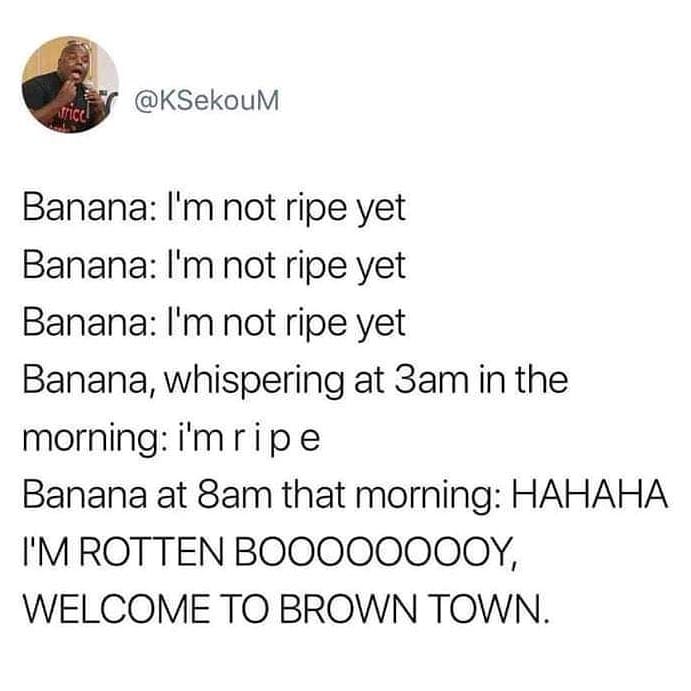 @KSekouM
Banana: I'm not ripe yet
Banana: I'm not ripe yet
Banana: I'm not ripe yet
Banana, whispering at 3am in the
morning: i'm r i p e
Banana at 8am that morning: HAHAHA
I'M ROTTEN BOOOOOOOOY,
WELCOME TO BROWN TOWN.